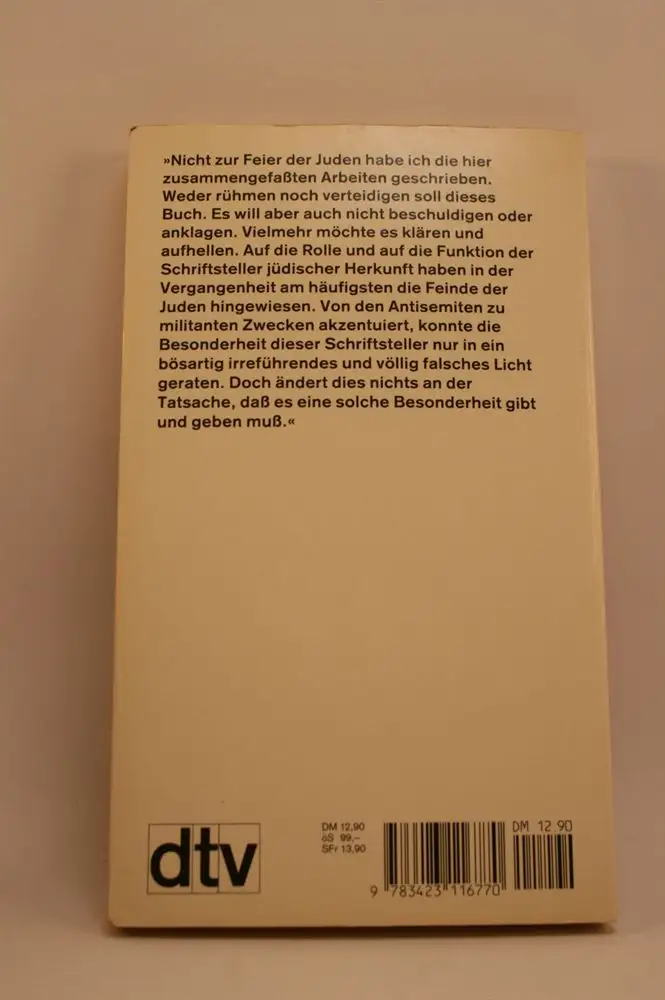 »Nicht zur Feier der Juden habe ich die hier
zusammengefaßten Arbeiten geschrieben.
Weder rühmen noch verteidigen soll dieses
Buch. Es will aber auch nicht beschuldigen oder
anklagen. Vielmehr möchte es klären und
aufhellen. Auf die Rolle und auf die Funktion der
Schriftsteller jüdischer Herkunft haben in der
Vergangenheit am häufigsten die Feinde der
Juden hingewiesen. Von den Antisemiten zu
militanten Zwecken akzentuiert, konnte die
Besonderheit dieser Schriftsteller nur in ein
bösartig irreführendes und völlig falsches Licht
geraten. Doch ändert dies nichts an der
Tatsache, daß es eine solche Besonderheit gibt
und geben muß.«
dtv
DM 12,90
öS 99,–
SFr 13,90
DM 12.90
9 783423 116770